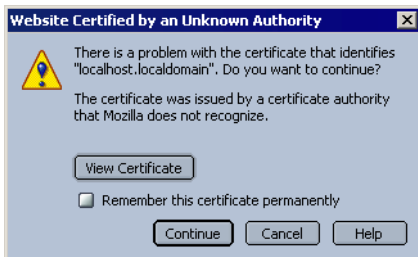 Website Certified by an Unknown Authority
There is a problem with the certificate that identifies
"localhost.localdomain". Do you want to continue?
The certificate was issued by a certificate authority
that Mozilla does not recognize.
View Certificate
Remember this certificate permanently
Continue Cancel Help